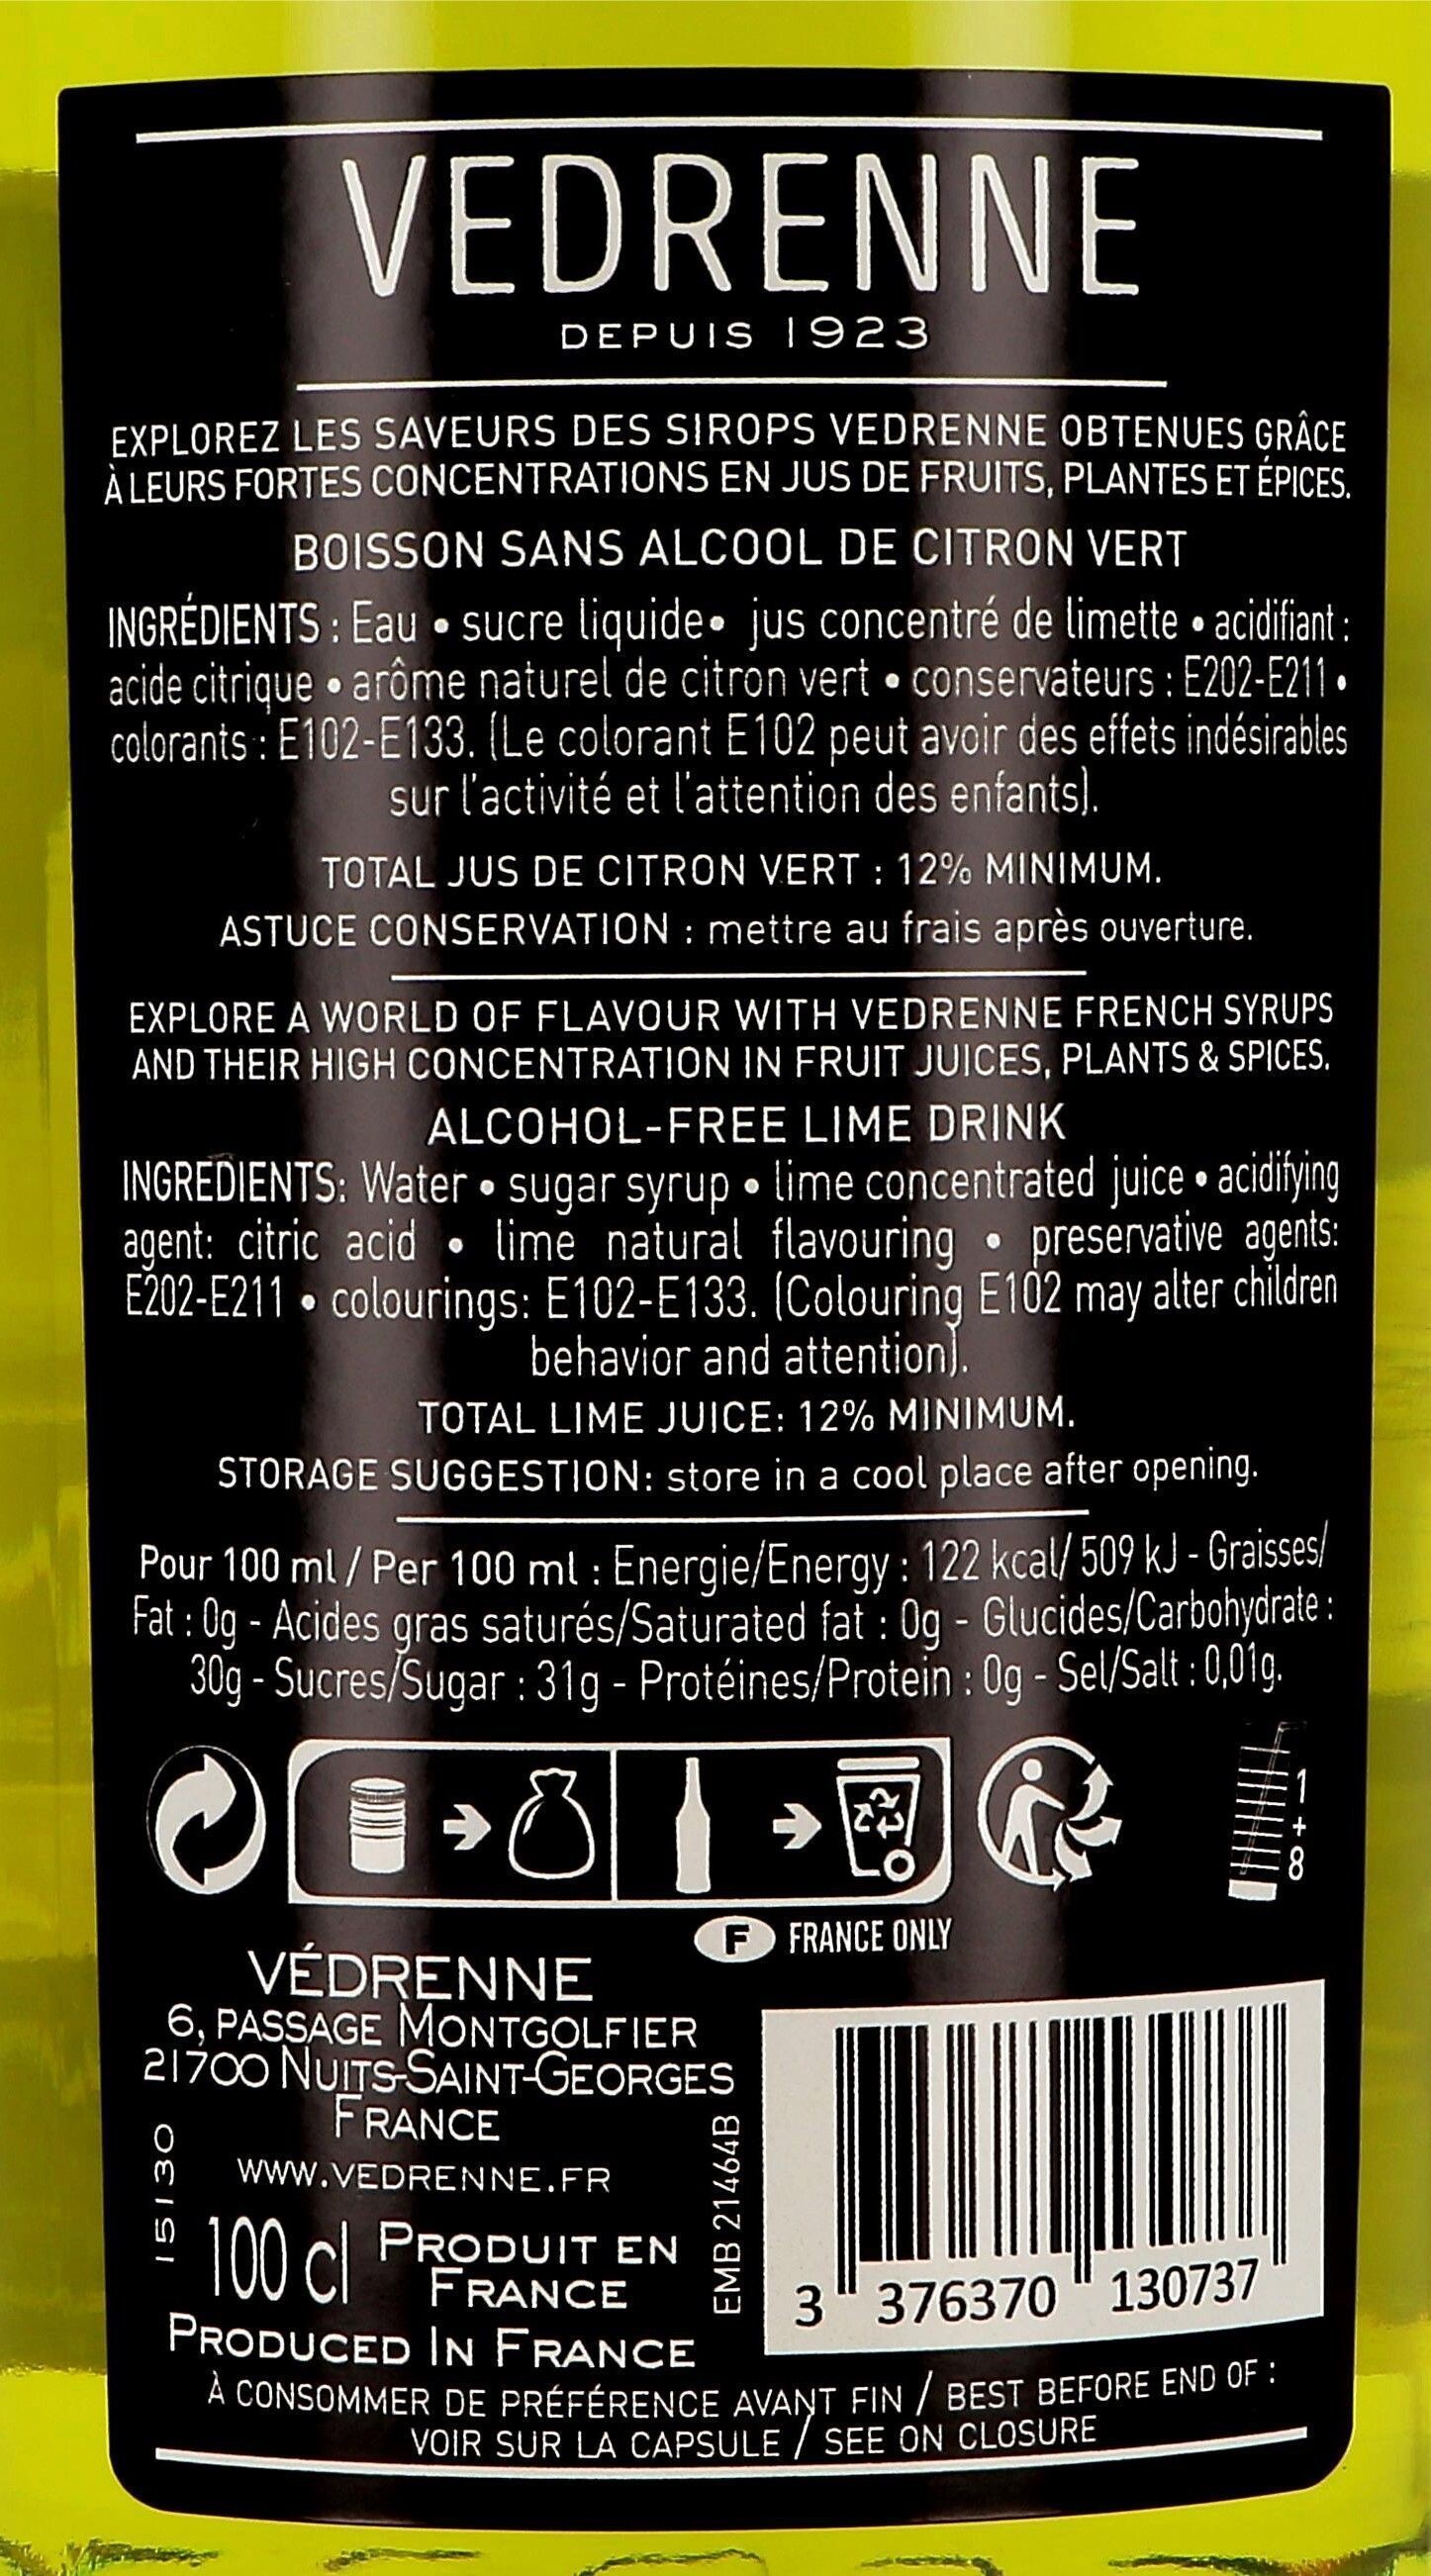 VEDRENNE
DEPUIS 1923
EXPLOREZ LES SAVEURS DES SIROPS VEDRENNE OBTENUES GRÂCE
À LEURS FORTES CONCENTRATIONS EN JUS DE FRUITS, PLANTES ET ÉPICES.
BOISSON SANS ALCOOL DE CITRON VERT
INGRÉDIENTS : Eau • sucre liquide• jus concentré de limette • acidifiant :
acide citrique • arôme naturel de citron vert • conservateurs : E202-E211 •
colorants : E102-E133. (Le colorant E102 peut avoir des effets indésirables
sur l'activité et l'attention des enfants).
TOTAL JUS DE CITRON VERT : 12% MINIMUM.
ASTUCE CONSERVATION : mettre au frais après ouverture.
EXPLORE A WORLD OF FLAVOUR WITH VEDRENNE FRENCH SYRUPS
AND THEIR HIGH CONCENTRATION IN FRUIT JUICES, PLANTS & SPICES.
ALCOHOL-FREE LIME DRINK
INGREDIENTS: Water • sugar syrup • lime concentrated juice • acidifying
agent: citric acid • lime natural flavouring • preservative agents:
E202-E211 • colourings: E102-E133. (Colouring E102 may alter children
behavior and attention).
TOTAL LIME JUICE: 12% MINIMUM.
STORAGE SUGGESTION: store in a cool place after opening.
Pour 100 ml / Per 100 ml : Energie/Energy : 122 kcal/ 509 kJ - Graisses/
Fat : 0g - Acides gras saturés/Saturated fat : 0g - Glucides/Carbohydrate :
30g - Sucres/Sugar : 31g - Protéines/Protein : 0g - Sel/Salt : 0,01g.
1+8
F FRANCE ONLY
VÉDRENNE
6, PASSAGE MONTGOLFIER
21700 NUITS-SAINT-GEORGES
FRANCE
WWW.VEDRENNE.FR
15130
100 cl PRODUIT EN
FRANCE
PRODUCED IN FRANCE
EMB 21464B
3 376370 130737
À CONSOMMER DE PRÉFÉRENCE AVANT FIN / BEST BEFORE END OF :
VOIR SUR LA CAPSULE / SEE ON CLOSURE